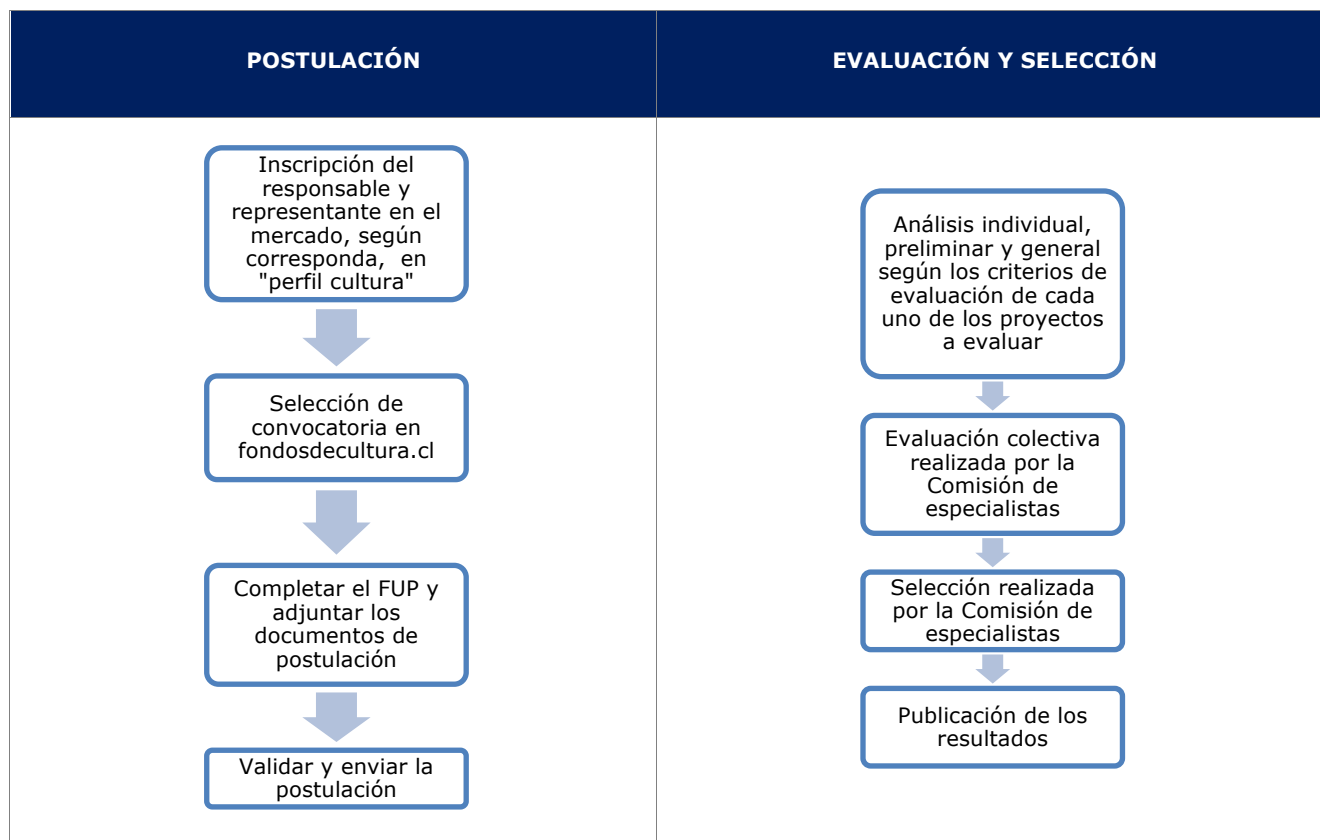 POSTULACIÓN
Inscripción del
responsable y
representante en el
mercado, según
corresponda,  en
"perfil cultura"
Selección de
convocatoria en
fondosdecultura.cl
Completar el FUP y
adjuntar los
documentos de
postulación
Validar y enviar la
postulación
EVALUACIÓN Y SELECCIÓN
Análisis individual,
preliminar y general
según los criterios de
evaluación de cada
uno de los proyectos
a evaluar
Evaluación colectiva
realizada por la
Comisión de
especialistas
Selección realizada
por la Comisión de
especialistas
Publicación de los
resultados